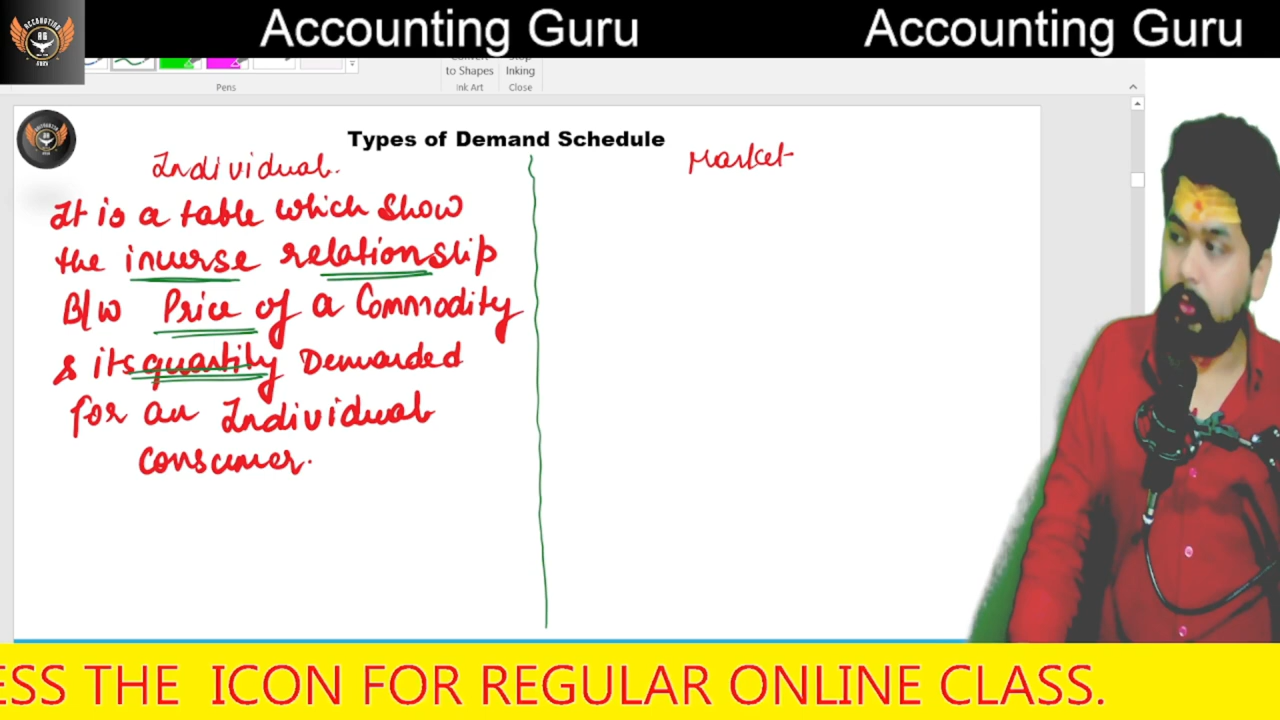 Accounting Guru
Accounting Guru
to Shapes
Inking
Pens
Ink Art
Close
Types of Demand Schedule
Individual.
Market
It is a table which show
the inverse relationship
B/w Price of a Commodity
& its quantity Demanded
for an Individual
consumer.
ESS THE ICON FOR REGULAR ONLINE CLASS.